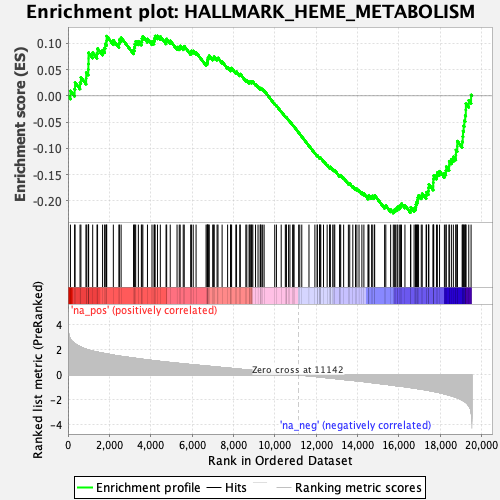 Enrichment plot: HALLMARK_HEME_METABOLISM
Enrichment score (ES)
0.10
0.05
0.00
-0.05
-0.10
-0.15
-0.20
'na_pos' (positively correlated)
Ranked list metric (PreRanked)
4
2
0
-2
-4
Zero cross at 11142
'na_neg' (negatively correlated)
0
2,000
4,000
6,000
8,000
10,000
12,000
14,000
16,000
18,000
20,000
Rank in Ordered Dataset
Enrichment profile
Hits
Ranking metric scores